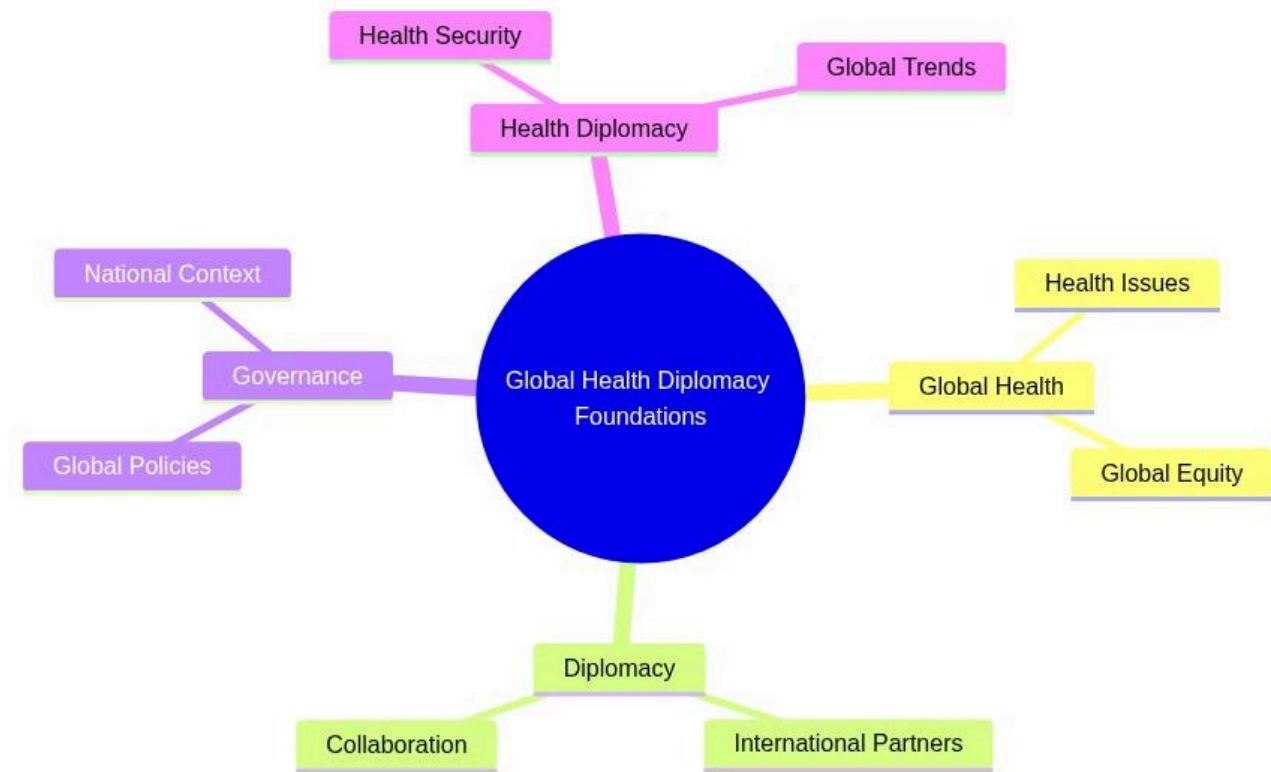 Health Security
Global Trends
Health Diplomacy
National Context
Health Issues
Governance
Global Health Diplomacy
Foundations
Global Health
Global Policies
Global Equity
Diplomacy
Collaboration
International Partners